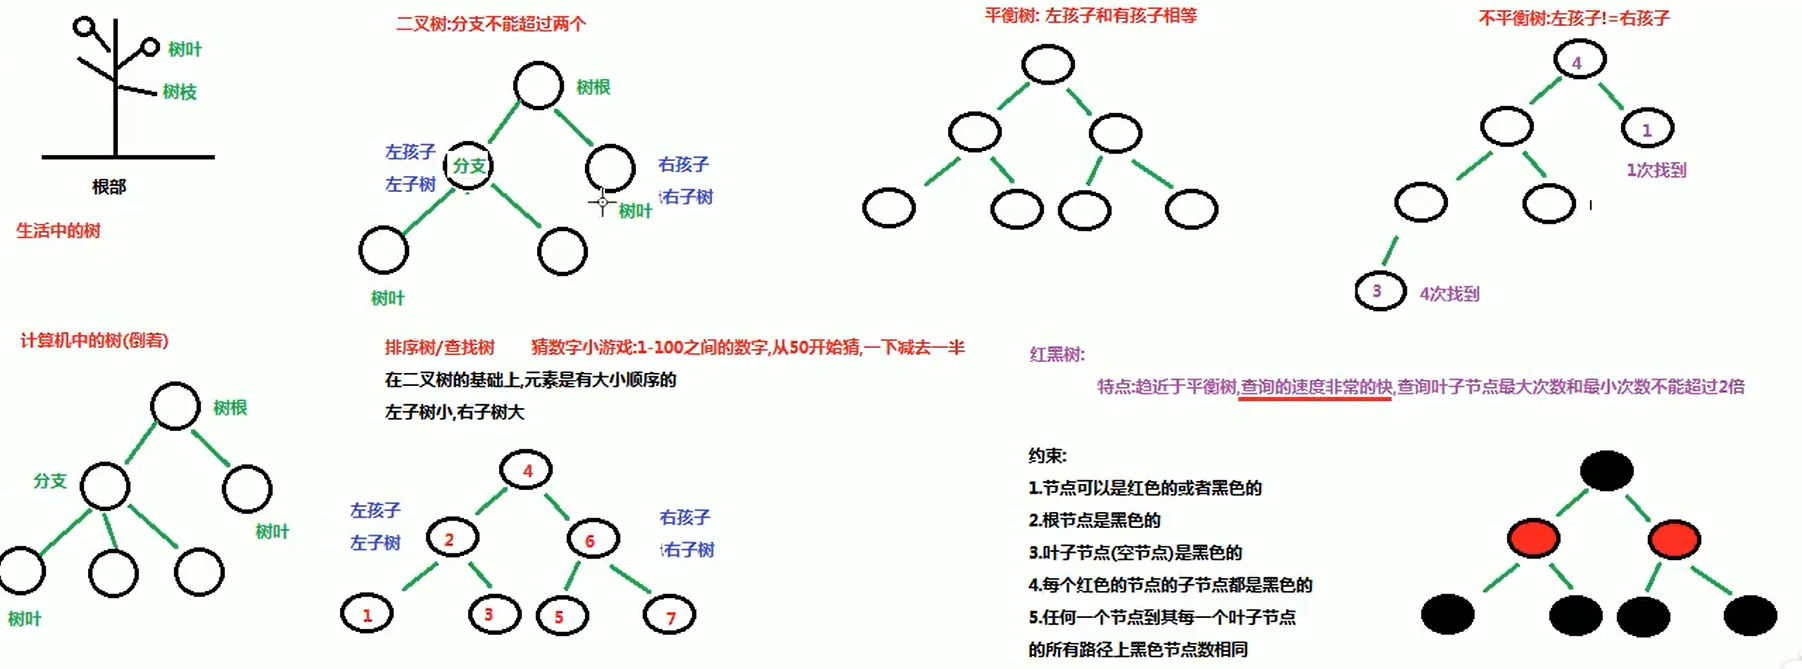 树叶
树枝
根部
生活中的树
二叉树:分支不能超过两个
树根
左孩子
左子树
分支
右孩子
右子树
树叶
树叶
平衡树: 左孩子和有孩子相等
不平衡树:左孩子!=右孩子
4
1
1次找到
3
4次找到
计算机中的树(倒着)
树根
分支
树叶
树叶
排序树/查找树 猜数字小游戏:1-100之间的数字,从50开始猜,一下减去一半
在二叉树的基础上,元素是有大小顺序的
左子树小,右子树大
4
左孩子
左子树
2
6
右孩子
右子树
1
3
5
7
红黑树:
特点:趋近于平衡树,查询的速度非常的快,查询叶子节点最大次数和最小次数不能超过2倍
约束:
1.节点可以是红色的或者黑色的
2.根节点是黑色的
3.叶子节点(空节点)是黑色的
4.每个红色的节点的子节点都是黑色的
5.任何一个节点到其每一个叶子节点
的所有路径上黑色节点数相同